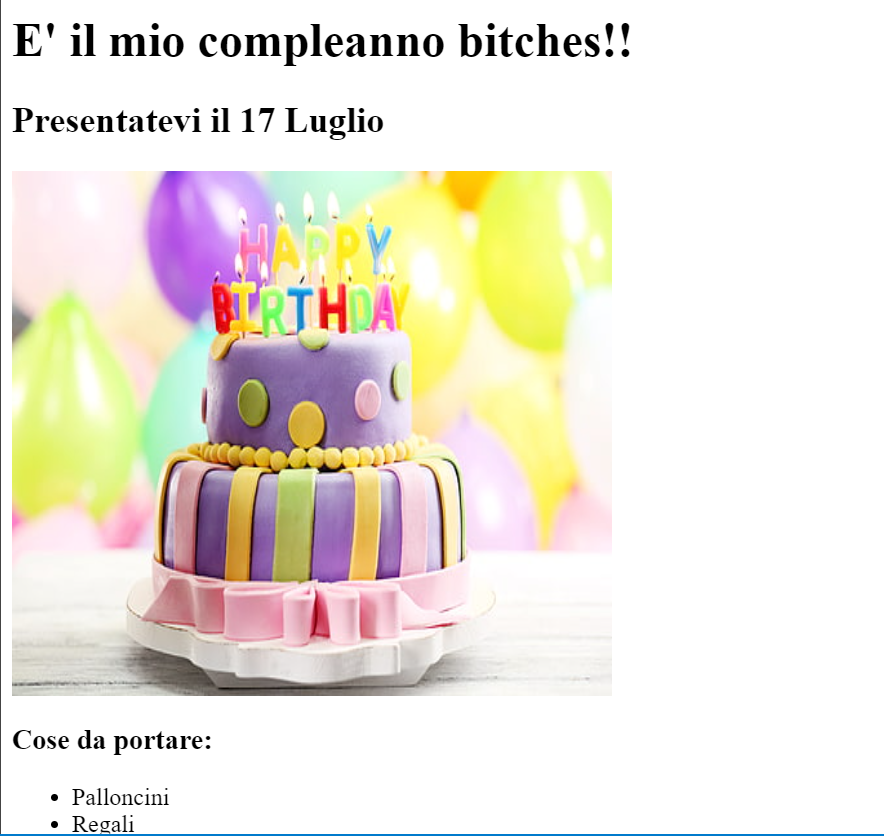 E' il mio compleanno bitches!!
Presentatevi il 17 Luglio
HAPPY
BIRTHDAY
Cose da portare:
Palloncini
Regali